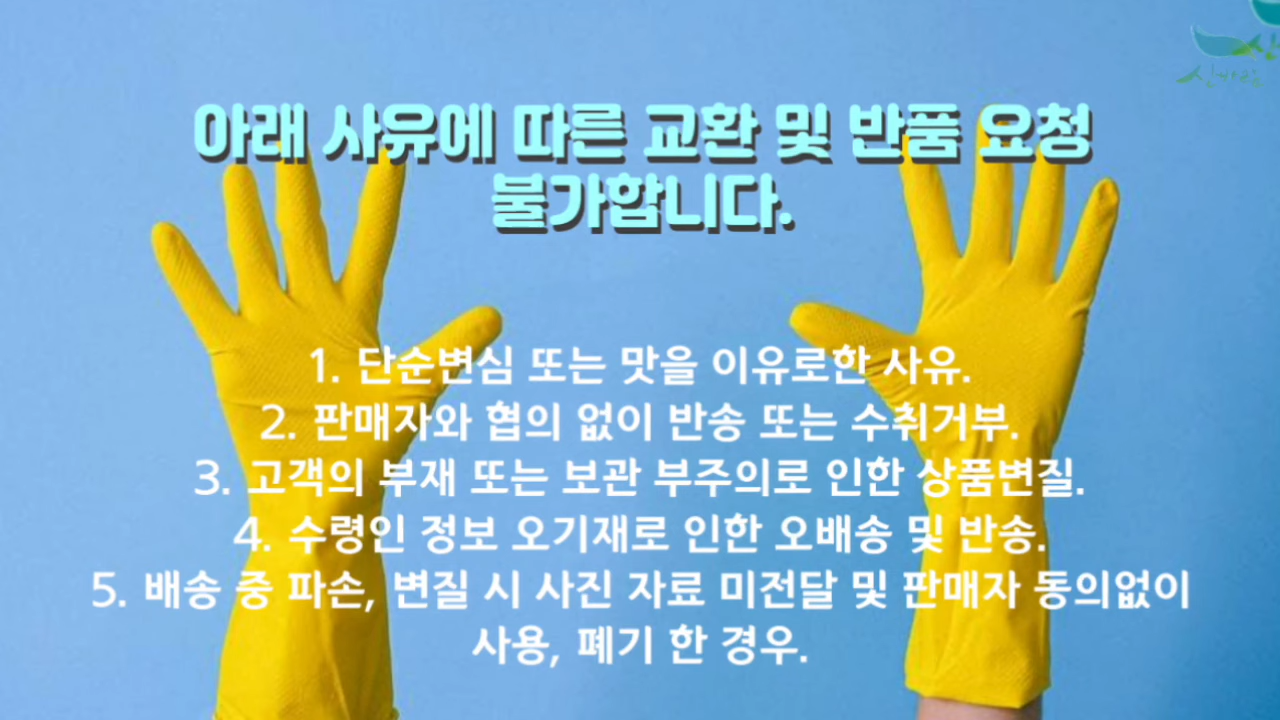 아래 사유에 따른 교환 및 반품 요청
불가합니다.
1. 단순변심 또는 맛을 이유로한 사유.
2. 판매자와 협의 없이 반송 또는 수취거부.
3. 고객의 부재 또는 보관 부주의로 인한 상품변질.
4. 수령인 정보 오기재로 인한 오배송 및 반송.
5. 배송 중 파손, 변질 시 사진 자료 미전달 및 판매자 동의없이
사용, 폐기 한 경우.